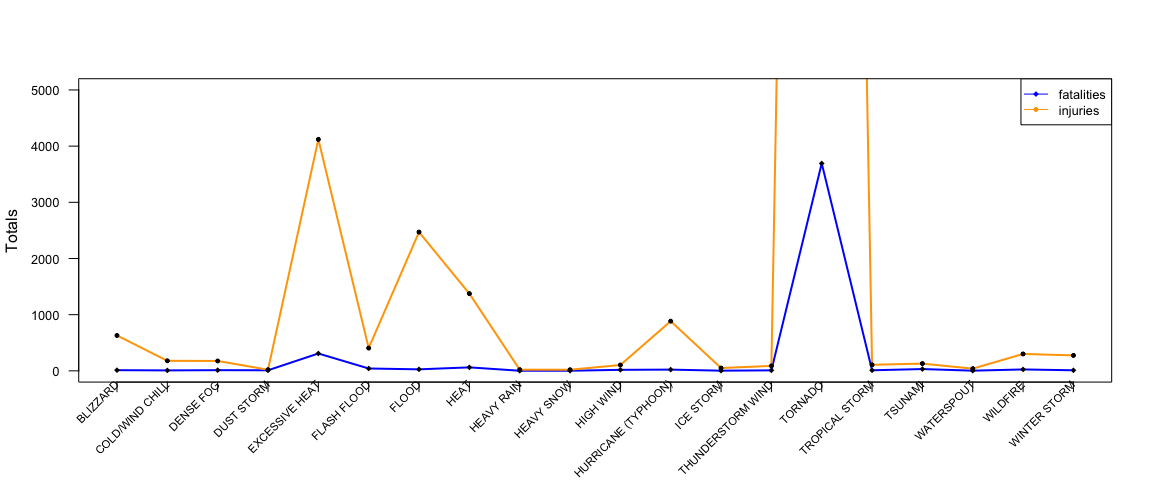 5000
4000
3000
2000
1000
0
Totals
fatalities
injuries
BLIZZARD
COLD/WIND CHILL
DENSE FOG
DUST STORM
EXCESSIVE HEAT
FLASH FLOOD
FLOOD
HEAT
HEAVY RAIN
HEAVY SNOW
HIGH WIND
HURRICANE (TYPHOON)
ICE STORM
THUNDERSTORM WIND
TORNADO
TROPICAL STORM
TSUNAMI
WATERSPOUT
WILDFIRE
WINTER STORM